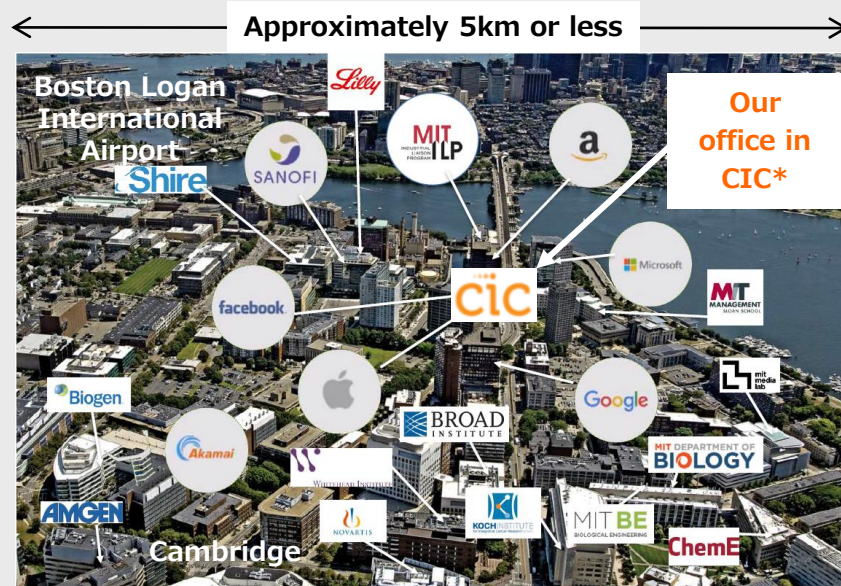 Approximately 5km or less
Boston Logan
International
Airport
Lilly
Our
office in
CIC*
Shire
SANOFI
MIT
INDUSTRIAL
LIAISON
PROGRAM
ILP
a
Microsoft
facebook
cic
MIT
MANAGEMENT
SLOAN SCHOOL
mit
media
lab
Biogen
Google
Akamai
BROAD
INSTITUTE
MIT DEPARTMENT OF
BIOLOGY
WHITEHEAD INSTITUTE
AMGEN
NOVARTIS
KOCH INSTITUTE
MIT BE
BIOLOGICAL ENGINEERING
ChemE
Cambridge